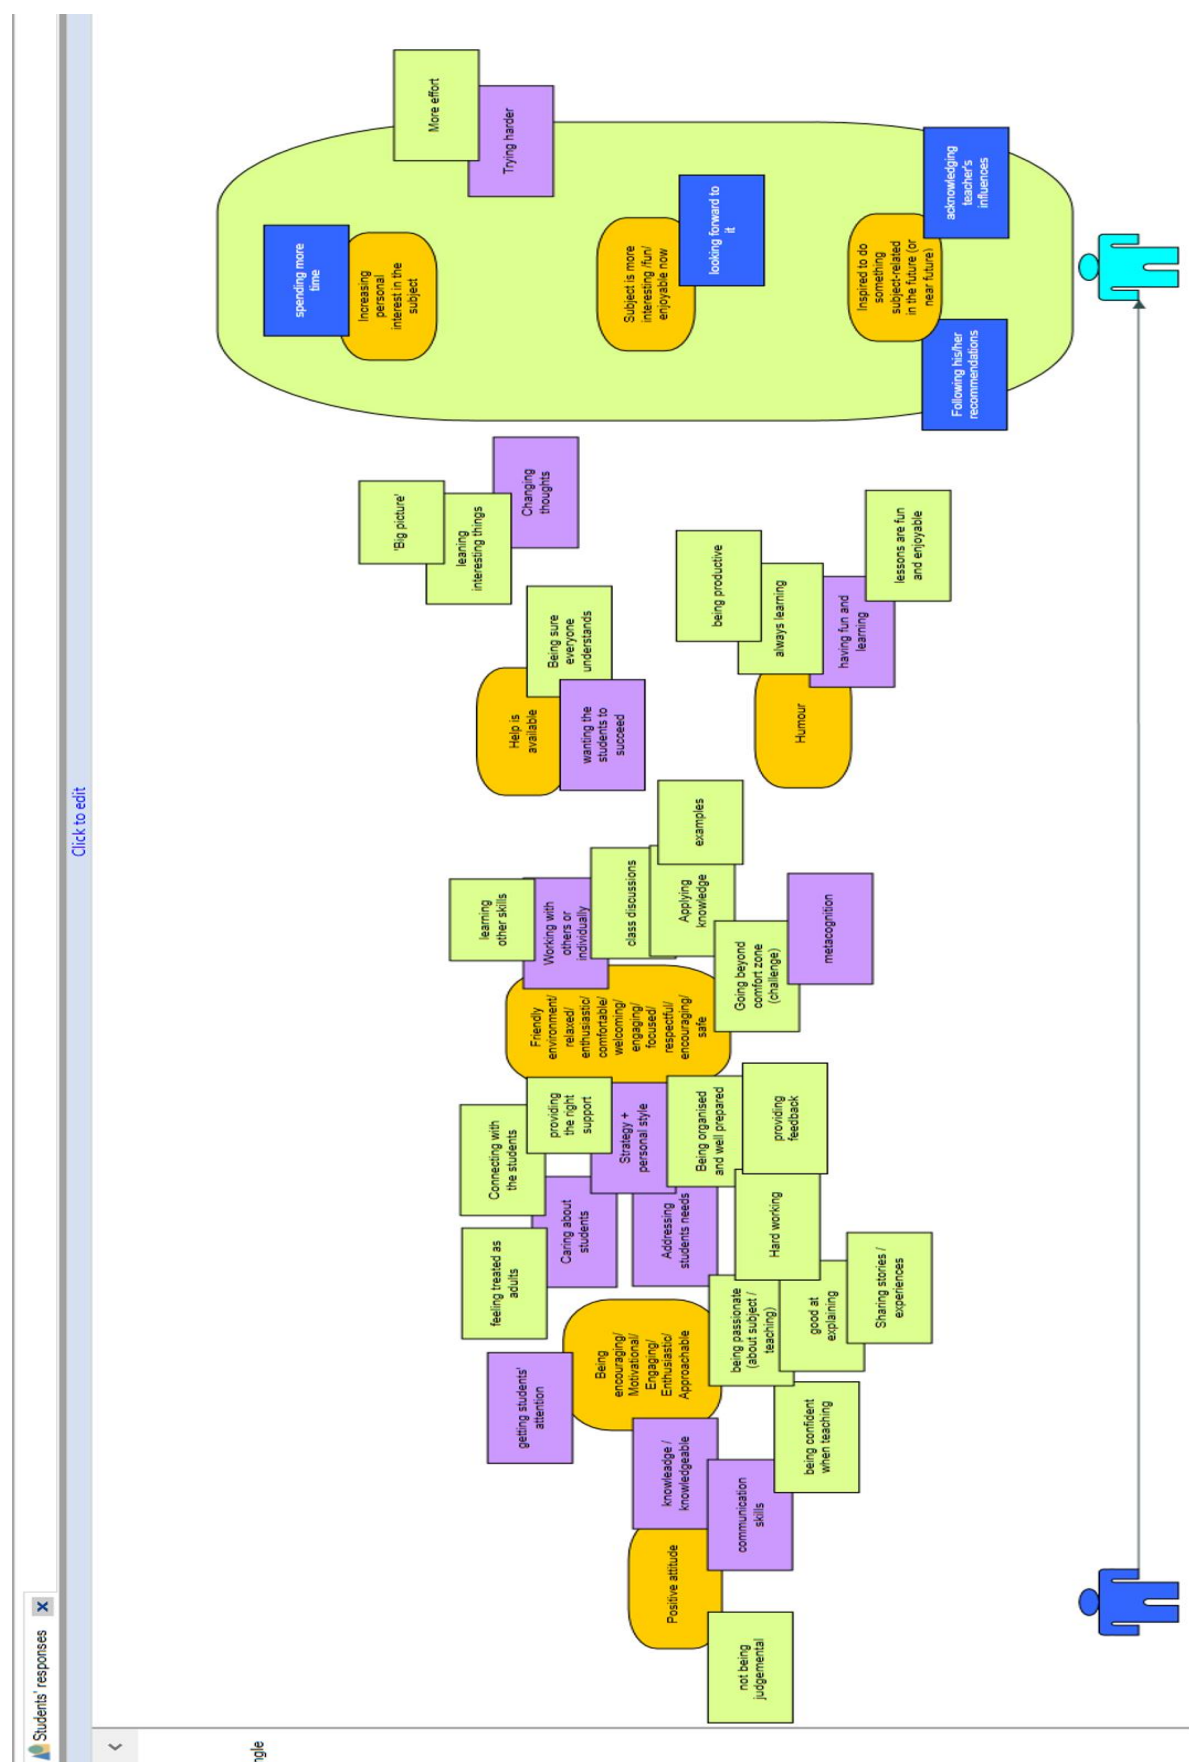 Students' responses
x
Click to edit
ngle
not being
judgemental
Positive attitude
communication
skills
knowleadge /
knowledgeable
being confident
when teaching
getting students'
attention
Being
encouraging/
Motivational/
Engaging/
Enthusiastic/
Approachable
being passionate
(about subject /
teaching)
good at
explaining
Sharing stories /
experiences
feeling treated as
adults
Caring about
students
Addressing
students needs
Hard working
Connecting with
the students
providing
the right
support
Strategy +
personal style
Being organised
and well prepared
providing
feedback
Friendly
environment/
relaxed/
enthusiastic/
comfortable/
welcoming/
engaging/
focused/
respectful/
encouraging/
safe
learning
other skills
Working with
others or
individually
class discussions
Applying
knowledge
examples
Going beyond
comfort zone
(challenge)
metacognition
Help is
available
Being sure
everyone
understands
wanting the
students to
succeed
Humour
being productive
always learning
having fun and
learning
lessons are fun
and enjoyable
'Big picture'
leaning
interesting things
Changing
thoughts
spending more
time
Increasing
personal
interest in the
subject
More effort
Trying harder
Subject is more
interesting /fun/
enjoyable now
looking forward to
it
Inspired to do
something
subject-related
in the future (or
near future)
Following his/her
recommendations
acknowledging
teacher's
influences